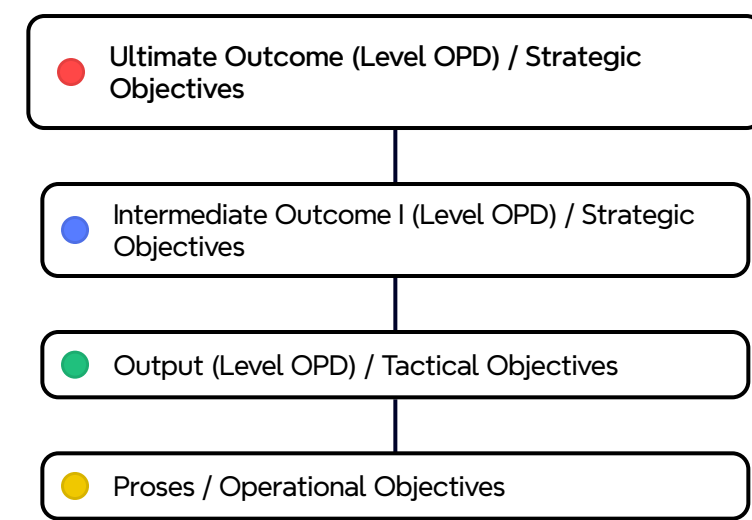 Ultimate Outcome (Level OPD) / Strategic
Objectives
Intermediate Outcome I (Level OPD) / Strategic
Objectives
Output (Level OPD) / Tactical Objectives
Proses / Operational Objectives